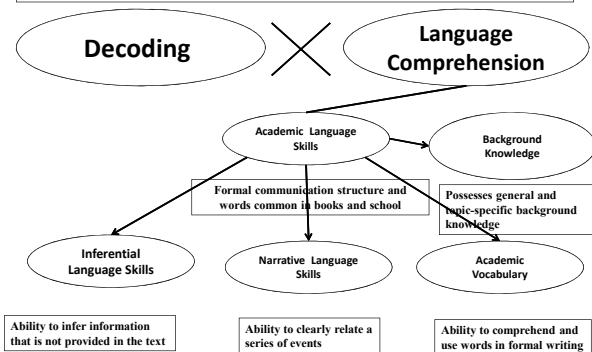 Decoding
Language
Comprehension
Academic Language
Skills
Background
Knowledge
Formal communication structure and
words common in books and school
Possesses general and
topic-specific background
knowledge
Inferential
Language Skills
Narrative Language
Skills
Academic
Vocabulary
Ability to infer information
that is not provided in the text
Ability to clearly relate a
series of events
Ability to comprehend and
use words in formal writing